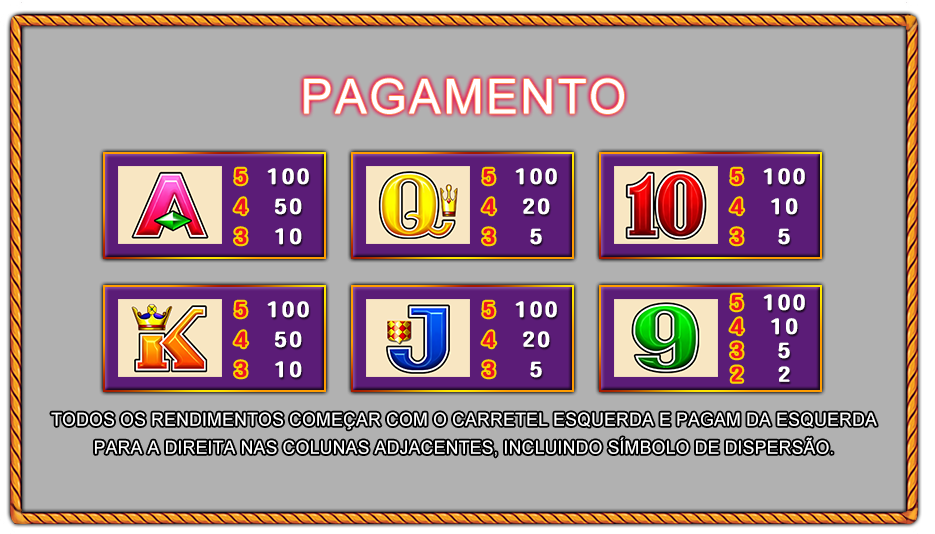 PAGAMENTO
A 5 100 Q 5 100 10 5 100
4 50 4 20 4 10
3 10 3 5 3 5
K 5 100 J 5 100 9 5 100
4 50 4 20 4 10
3 10 3 5 3 5
2 2
TODOS OS RENDIMENTOS COMEÇAR COM O CARRETEL ESQUERDA E PAGAM DA ESQUERDA
PARA A DIREITA NAS COLUNAS ADJACENTES, INCLUINDO SÍMBOLO DE DISPERSÃO.